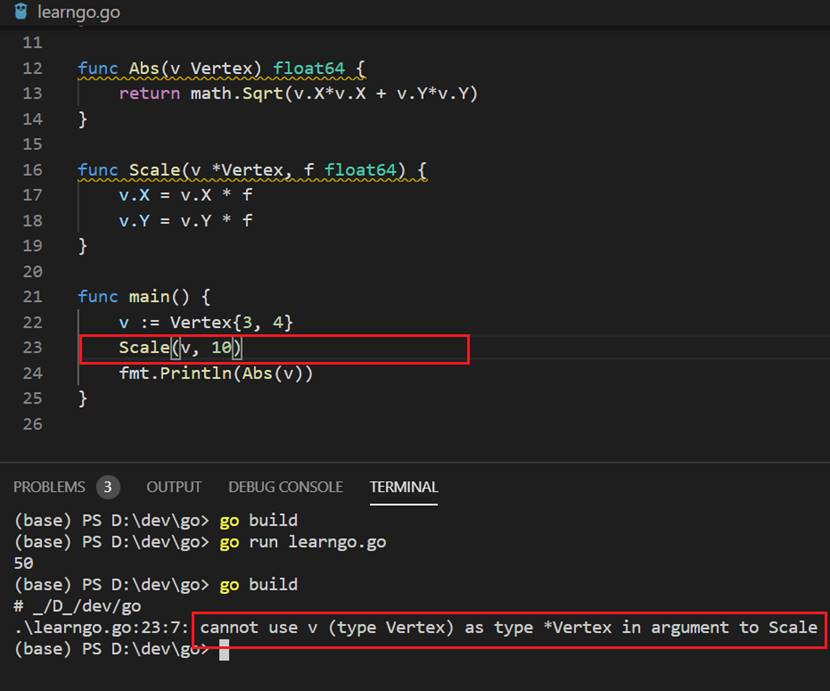 learngo.go
11
12 func Abs(v Vertex) float64 {
13 return math.Sqrt(v.X*v.X + v.Y*v.Y)
14 }
15
16 func Scale(v *Vertex, f float64) {
17 v.X = v.X * f
18 v.Y = v.Y * f
19 }
20
21 func main() {
22 v := Vertex{3, 4}
23 Scale(v, 10)
24 fmt.Println(Abs(v))
25 }
26
PROBLEMS 3 OUTPUT DEBUG CONSOLE TERMINAL
(base) PS D:\dev\go> go build
(base) PS D:\dev\go> go run learngo.go
50
(base) PS D:\dev\go> go build
# _/D_/dev/go
.\learngo.go:23:7: cannot use v (type Vertex) as type *Vertex in argument to Scale
(base) PS D:\dev\go>